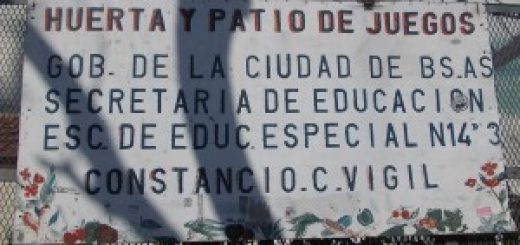 HUERTA Y PATIO DE JUEGOS
GOB. DE LA CIUDAD DE BS.AS
SECRETARIA DE EDUCACION
ESC. DE EDUC.ESPECIAL N14° 3
CONSTANCIO.C.VIGIL